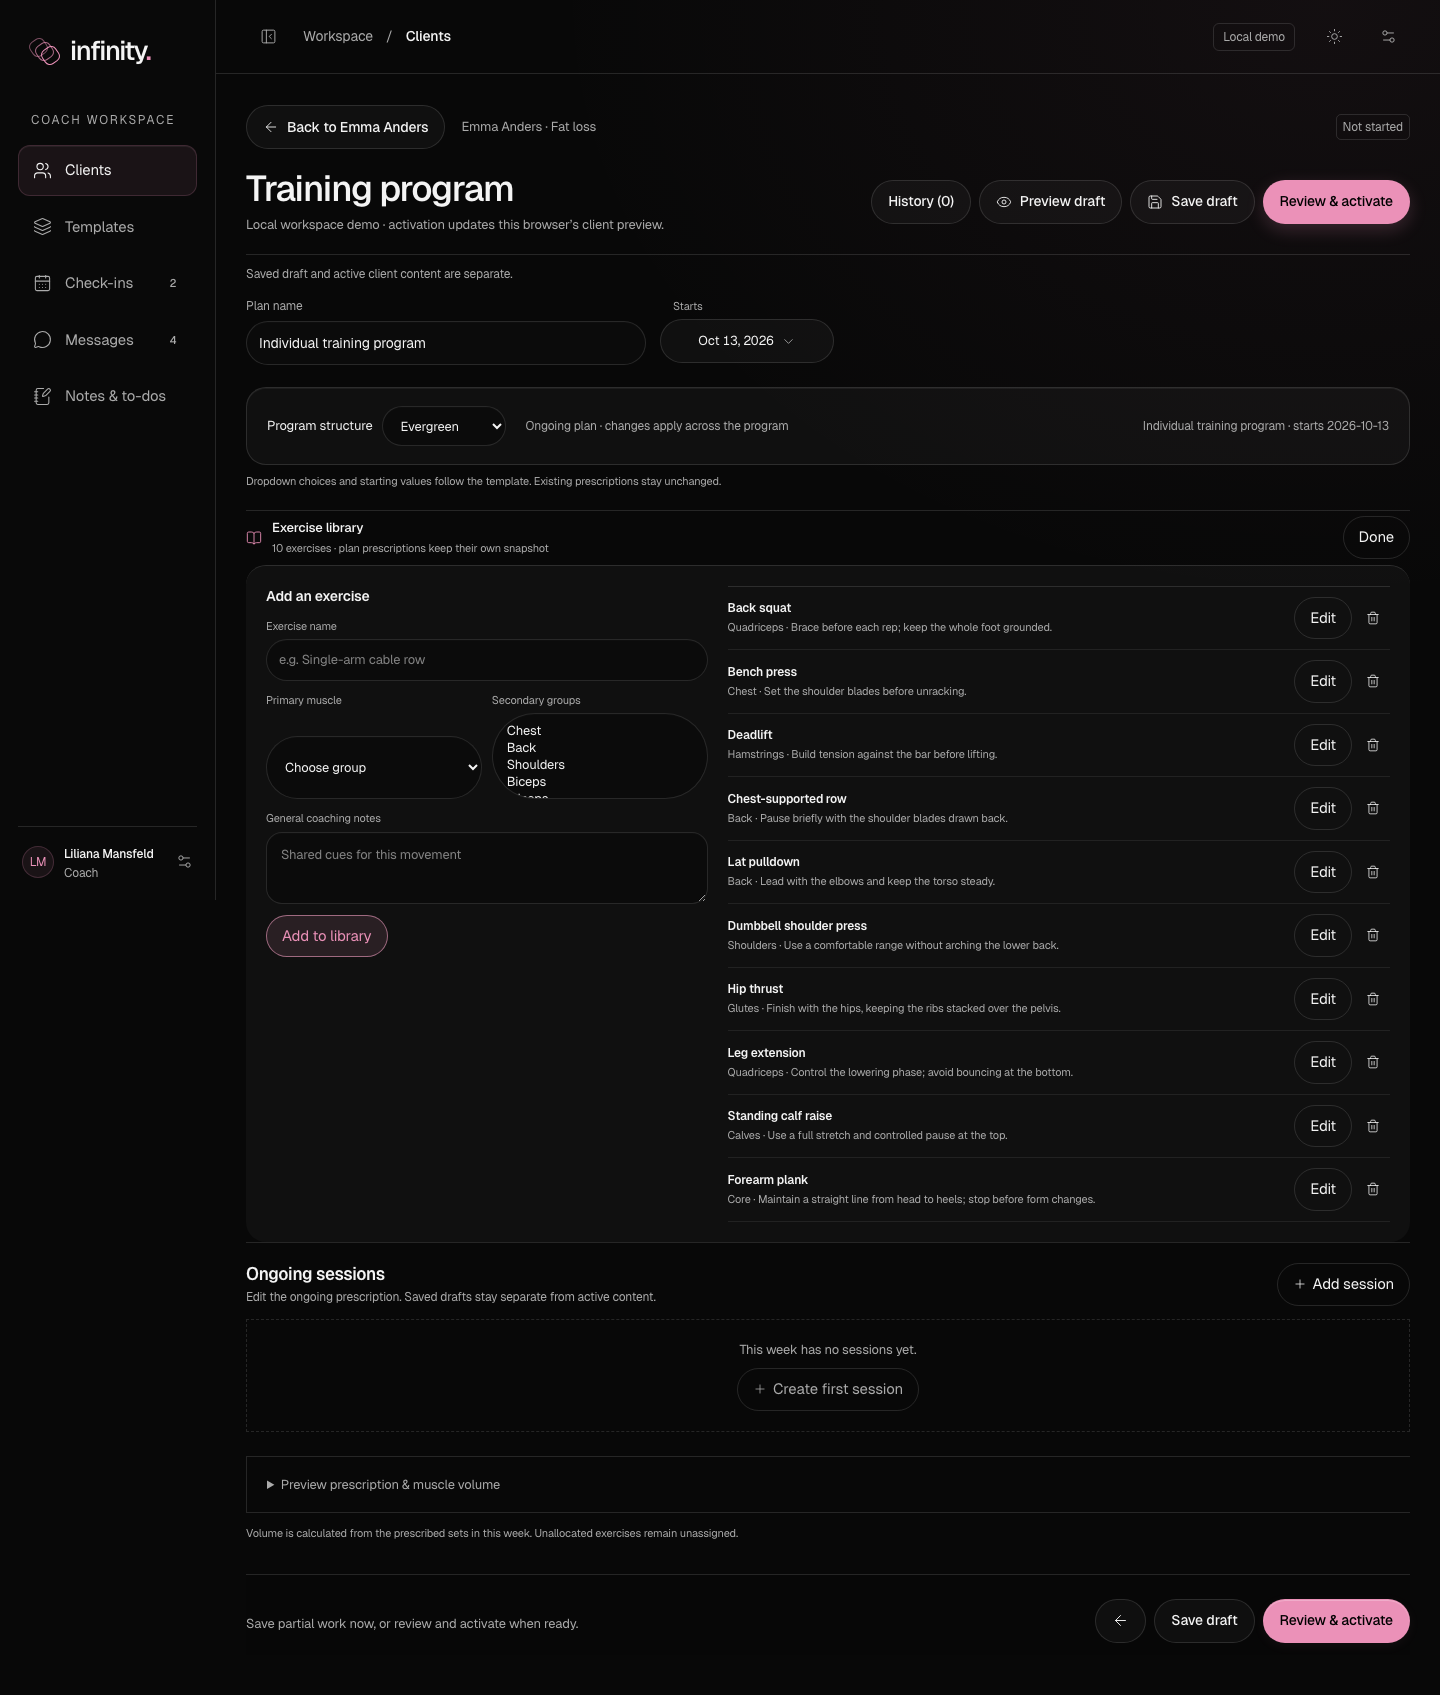 infinity.
COACH WORKSPACE
Clients
Templates
Check-ins 2
Messages 4
Notes & to-dos
LM
Liliana Mansfeld
Coach
Workspace / Clients
Local demo
Back to Emma Anders
Emma Anders · Fat loss
Not started
Training program
Local workspace demo · activation updates this browser's client preview.
History (0)
Preview draft
Save draft
Review & activate
Saved draft and active client content are separate.
Plan name
Starts
Individual training program
Oct 13, 2026
Program structure
Evergreen
Ongoing plan · changes apply across the program
Individual training program · starts 2026-10-13
Dropdown choices and starting values follow the template. Existing prescriptions stay unchanged.
Exercise library
10 exercises · plan prescriptions keep their own snapshot
Done
Add an exercise
Exercise name
e.g. Single-arm cable row
Primary muscle
Secondary groups
Choose group
Chest
Back
Shoulders
Biceps
General coaching notes
Shared cues for this movement
Add to library
Back squat
Quadriceps · Brace before each rep; keep the whole foot grounded.
Edit
Bench press
Chest · Set the shoulder blades before unracking.
Edit
Deadlift
Hamstrings · Build tension against the bar before lifting.
Edit
Chest-supported row
Back · Pause briefly with the shoulder blades drawn back.
Edit
Lat pulldown
Back · Lead with the elbows and keep the torso steady.
Edit
Dumbbell shoulder press
Shoulders · Use a comfortable range without arching the lower back.
Edit
Hip thrust
Glutes · Finish with the hips, keeping the ribs stacked over the pelvis.
Edit
Leg extension
Quadriceps · Control the lowering phase; avoid bouncing at the bottom.
Edit
Standing calf raise
Calves · Use a full stretch and controlled pause at the top.
Edit
Forearm plank
Core · Maintain a straight line from head to heels; stop before form changes.
Edit
Ongoing sessions
Edit the ongoing prescription. Saved drafts stay separate from active content.
Add session
This week has no sessions yet.
Create first session
Preview prescription & muscle volume
Volume is calculated from the prescribed sets in this week. Unallocated exercises remain unassigned.
Save partial work now, or review and activate when ready.
Save draft
Review & activate